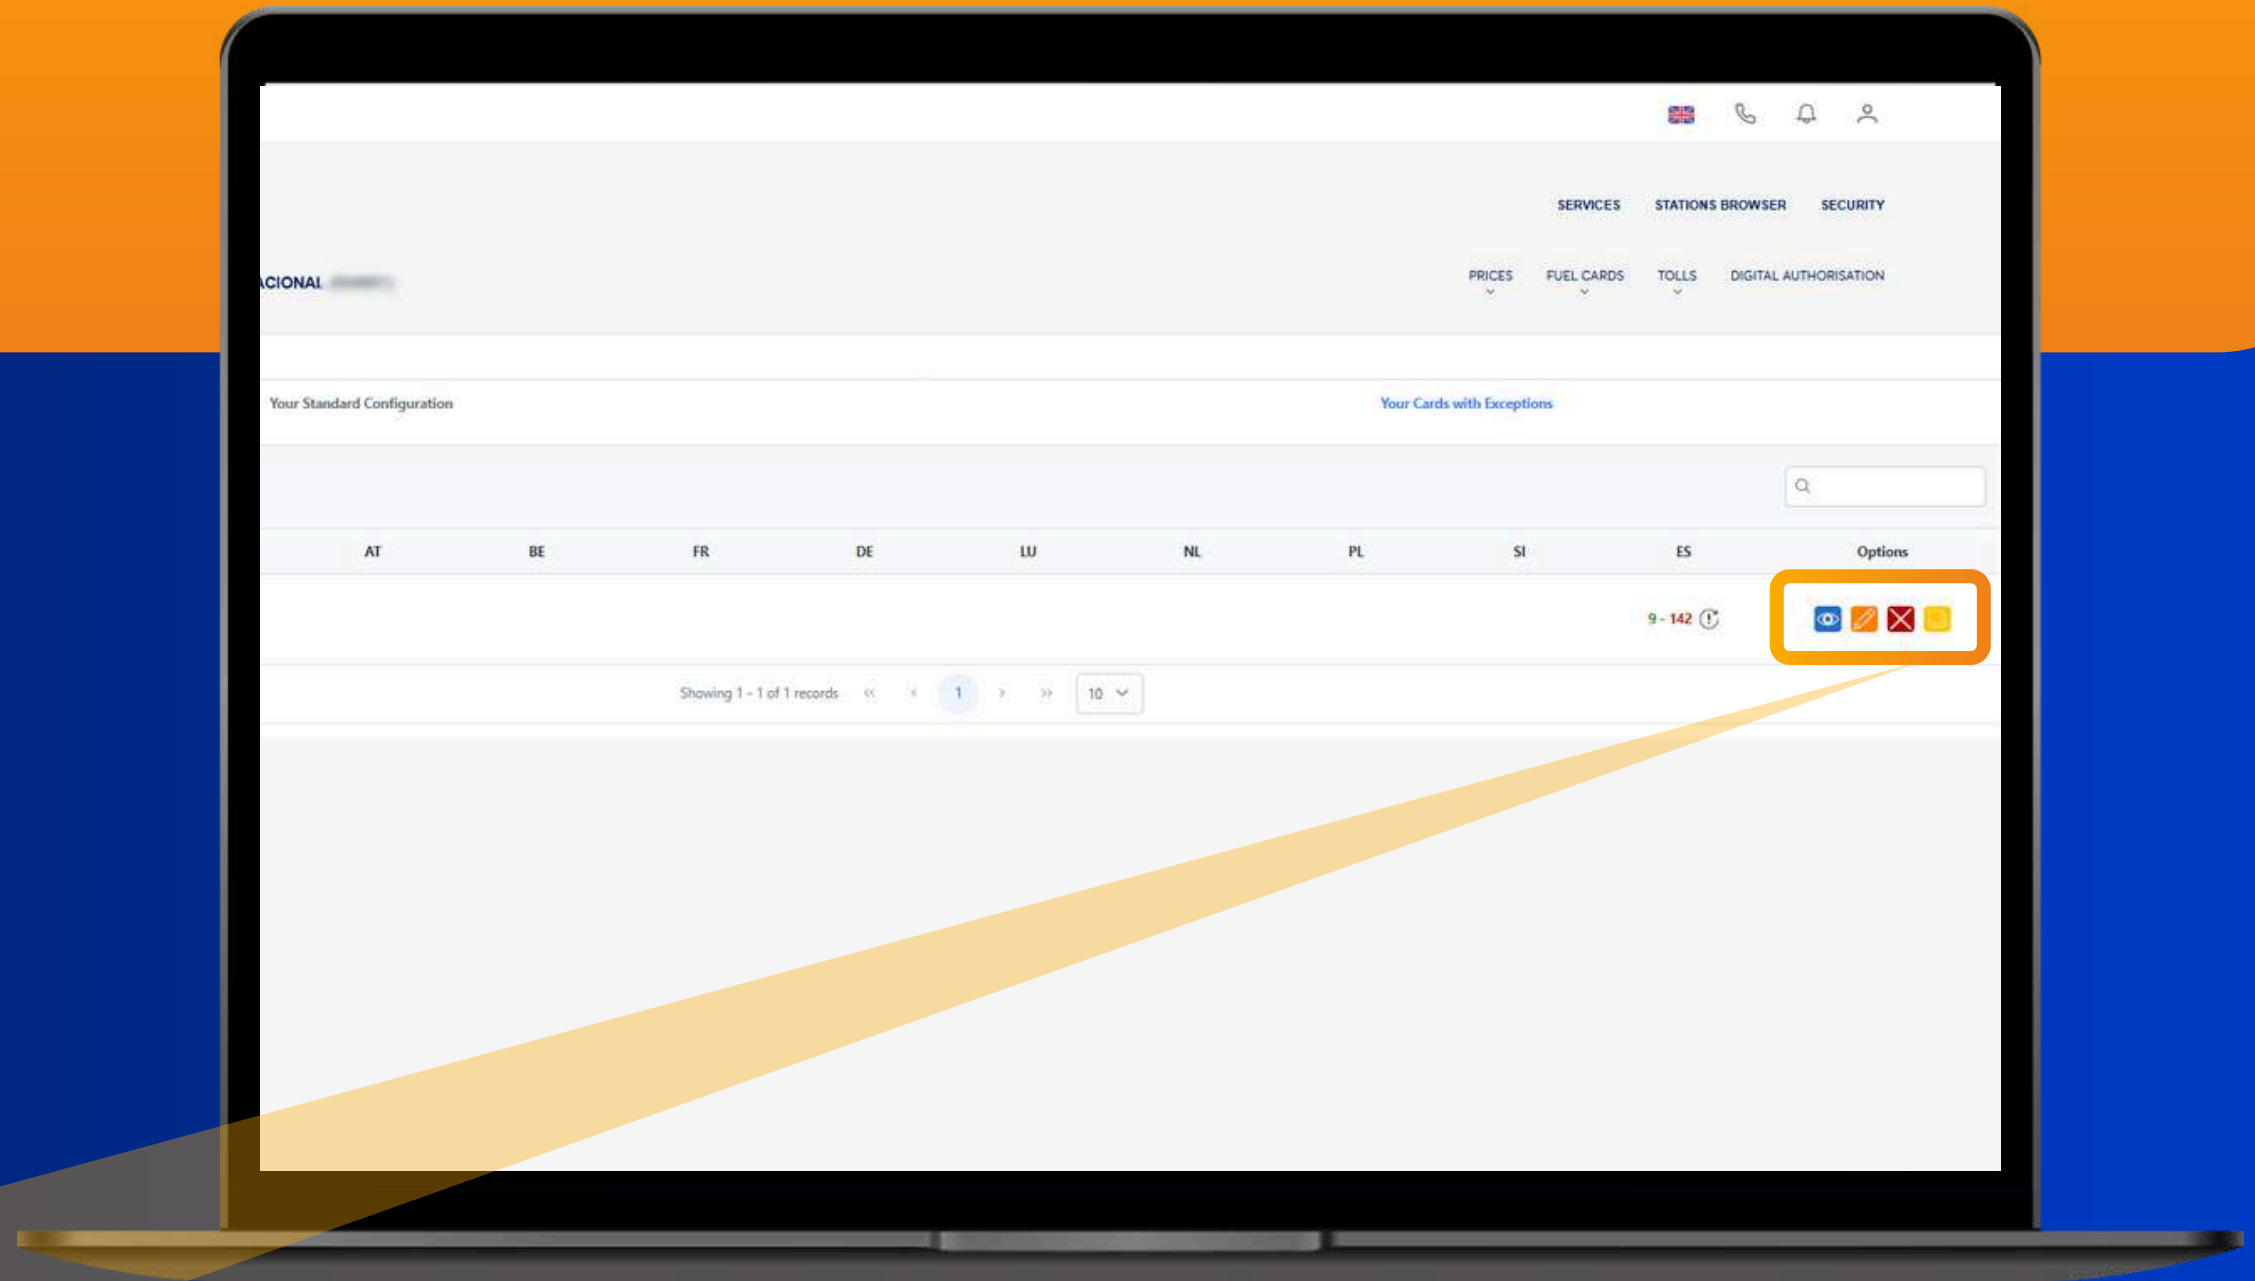 SERVICES STATIONS BROWSER SECURITY
ACIONAL
PRICES FUEL CARDS TOLLS DIGITAL AUTHORISATION
Your Standard Configuration Your Cards with Exceptions
AT BE FR DE LU NL PL SI ES Options
9 - 142
Showing 1 - 1 of 1 records « ‹ 1 › » 10